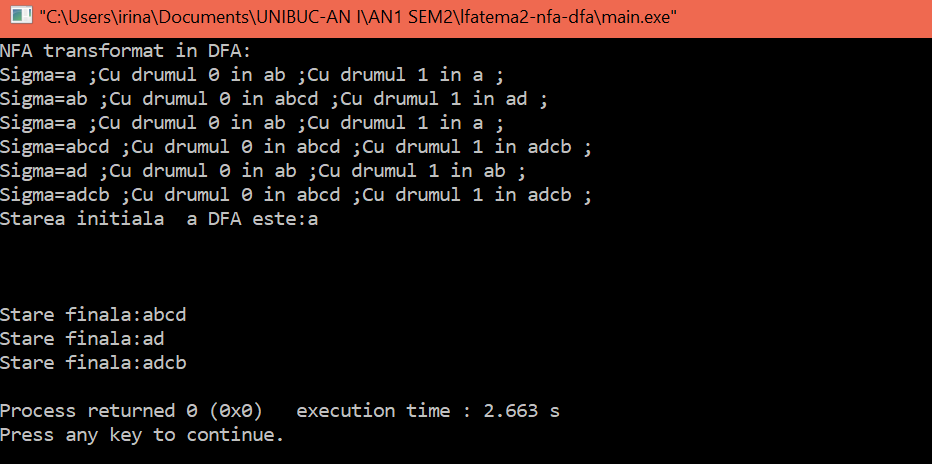 "C:\Users\irina\Documents\UNIBUC-AN I\AN1 SEM2\lfatema2-nfa-dfa\main.exe"
NFA transformat in DFA:
Sigma=a ;Cu drumul 0 in ab ;Cu drumul 1 in a ;
Sigma=ab ;Cu drumul 0 in abcd ;Cu drumul 1 in ad ;
Sigma=a ;Cu drumul 0 in ab ;Cu drumul 1 in a ;
Sigma=abcd ;Cu drumul 0 in abcd ;Cu drumul 1 in adcb ;
Sigma=ad ;Cu drumul 0 in ab ;Cu drumul 1 in ab ;
Sigma=adcb ;Cu drumul 0 in abcd ;Cu drumul 1 in adcb ;
Starea initiala  a DFA este:a
Stare finala:abcd
Stare finala:ad
Stare finala:adcb
Process returned 0 (0x0)   execution time : 2.663 s
Press any key to continue.